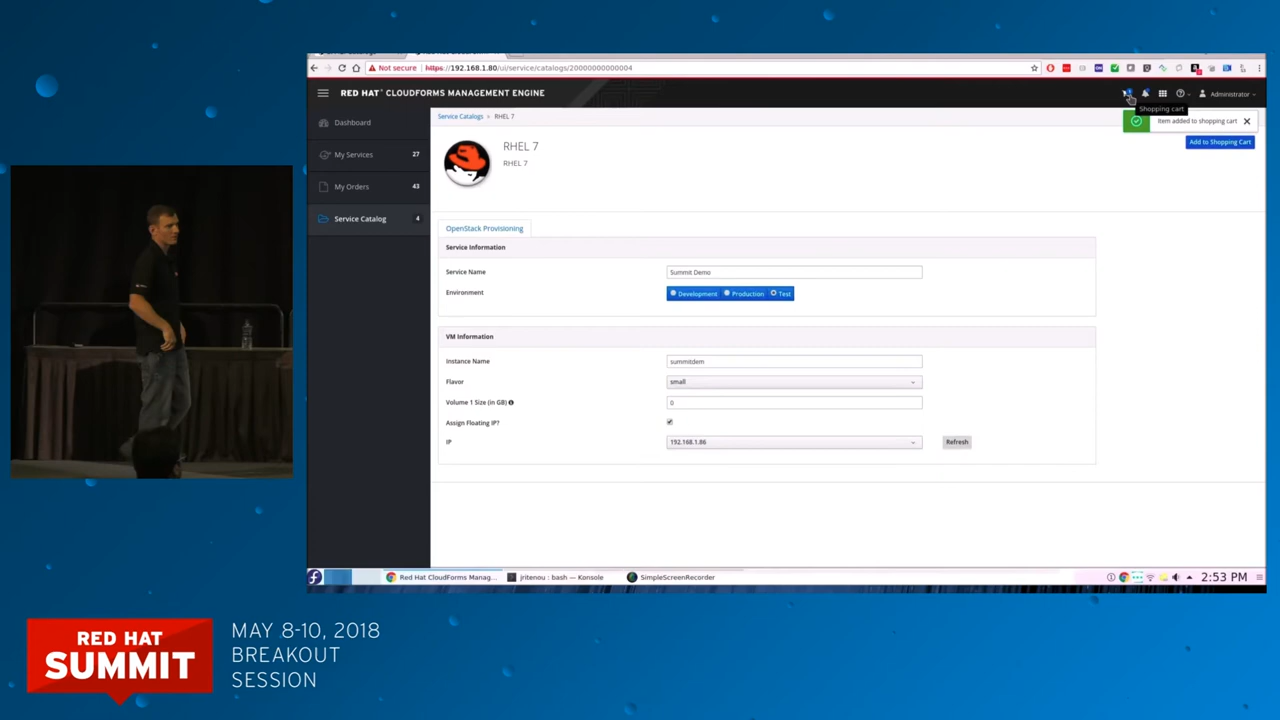 Not secure
https://192.168.1.80/ui/service/catalogs/20000000000004
RED HAT® CLOUDFORMS MANAGEMENT ENGINE
Administrator
Shopping cart
Item added to shopping cart
Dashboard
My Services 27
My Orders 43
Service Catalog 4
Service Catalogs » RHEL 7
RHEL 7
RHEL 7
Add to Shopping Cart
OpenStack Provisioning
Service Information
Service Name Summit Demo
Environment Development Production Test
VM Information
Instance Name summitdem
Flavor small
Volume 1 Size (in GB) 0
Assign Floating IP?
IP 192.168.1.86 Refresh
Red Hat CloudForms Manag...
jritenou : bash — Konsole
SimpleScreenRecorder
2:53 PM
RED HAT
SUMMIT
MAY 8-10, 2018
BREAKOUT
SESSION